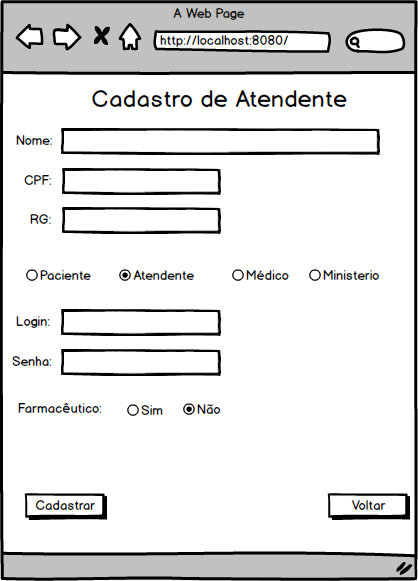 A Web Page
http://localhost:8080/
Cadastro de Atendente
Nome:
CPF:
RG:
Paciente Atendente Médico Ministerio
Login:
Senha:
Farmacêutico: Sim Não
Cadastrar Voltar